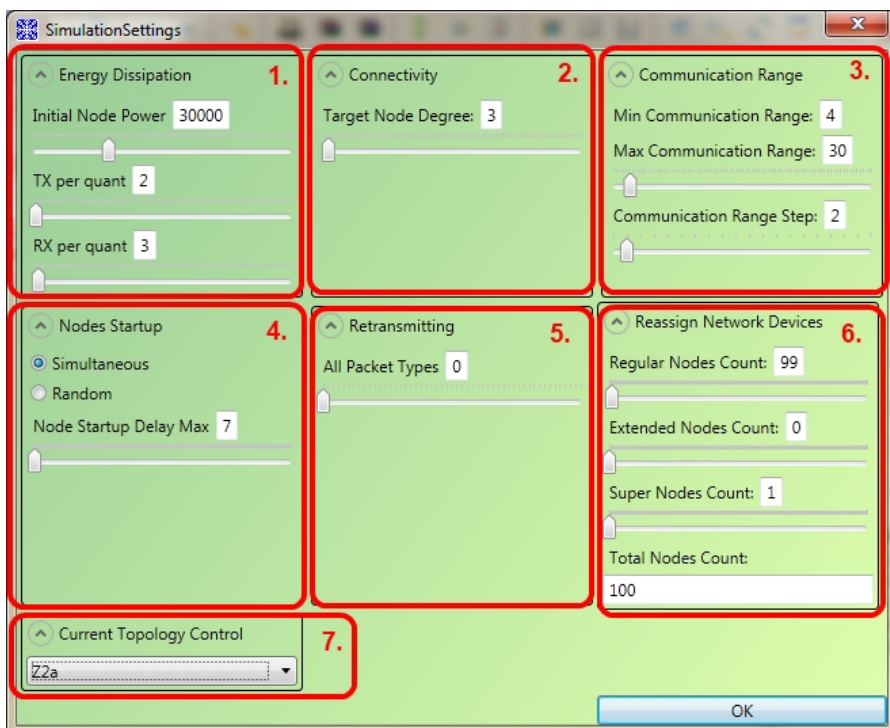 SimulationSettings
Energy Dissipation 1.
Initial Node Power 30000
TX per quant 2
RX per quant 3
Connectivity 2.
Target Node Degree: 3
Communication Range 3.
Min Communication Range: 4
Max Communication Range: 30
Communication Range Step: 2
Nodes Startup 4.
Simultaneous
Random
Node Startup Delay Max 7
Retransmitting 5.
All Packet Types 0
Reassign Network Devices 6.
Regular Nodes Count: 99
Extended Nodes Count: 0
Super Nodes Count: 1
Total Nodes Count:
100
Current Topology Control 7.
Z2a
OK